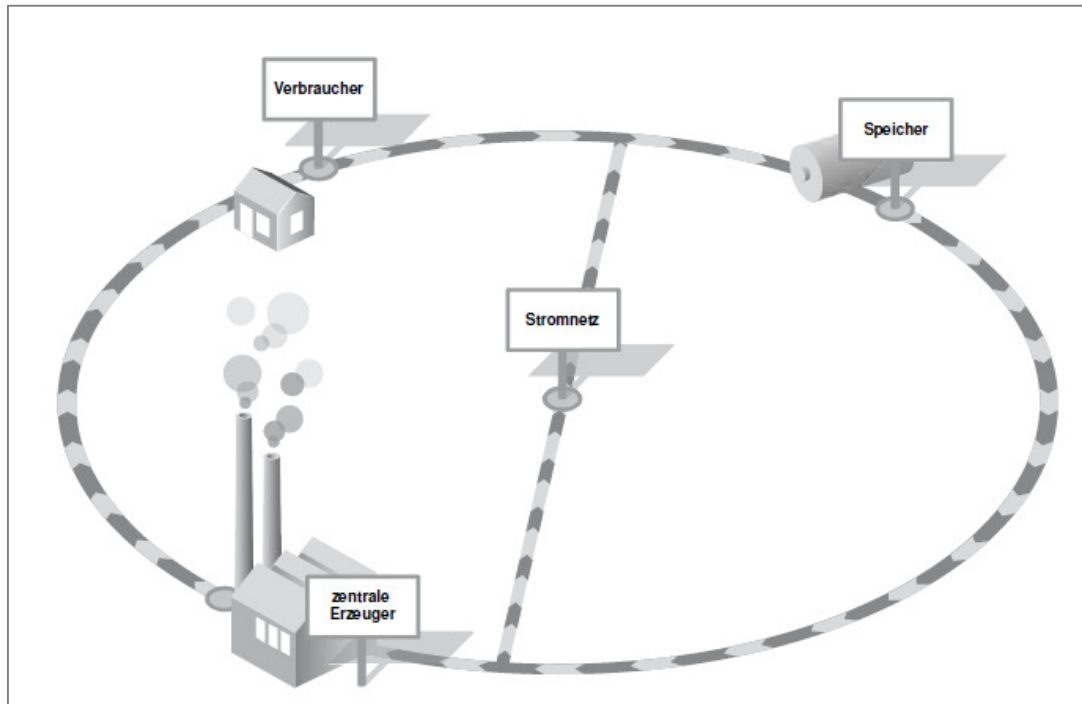 Verbraucher
Speicher
Stromnetz
zentrale
Erzeuger